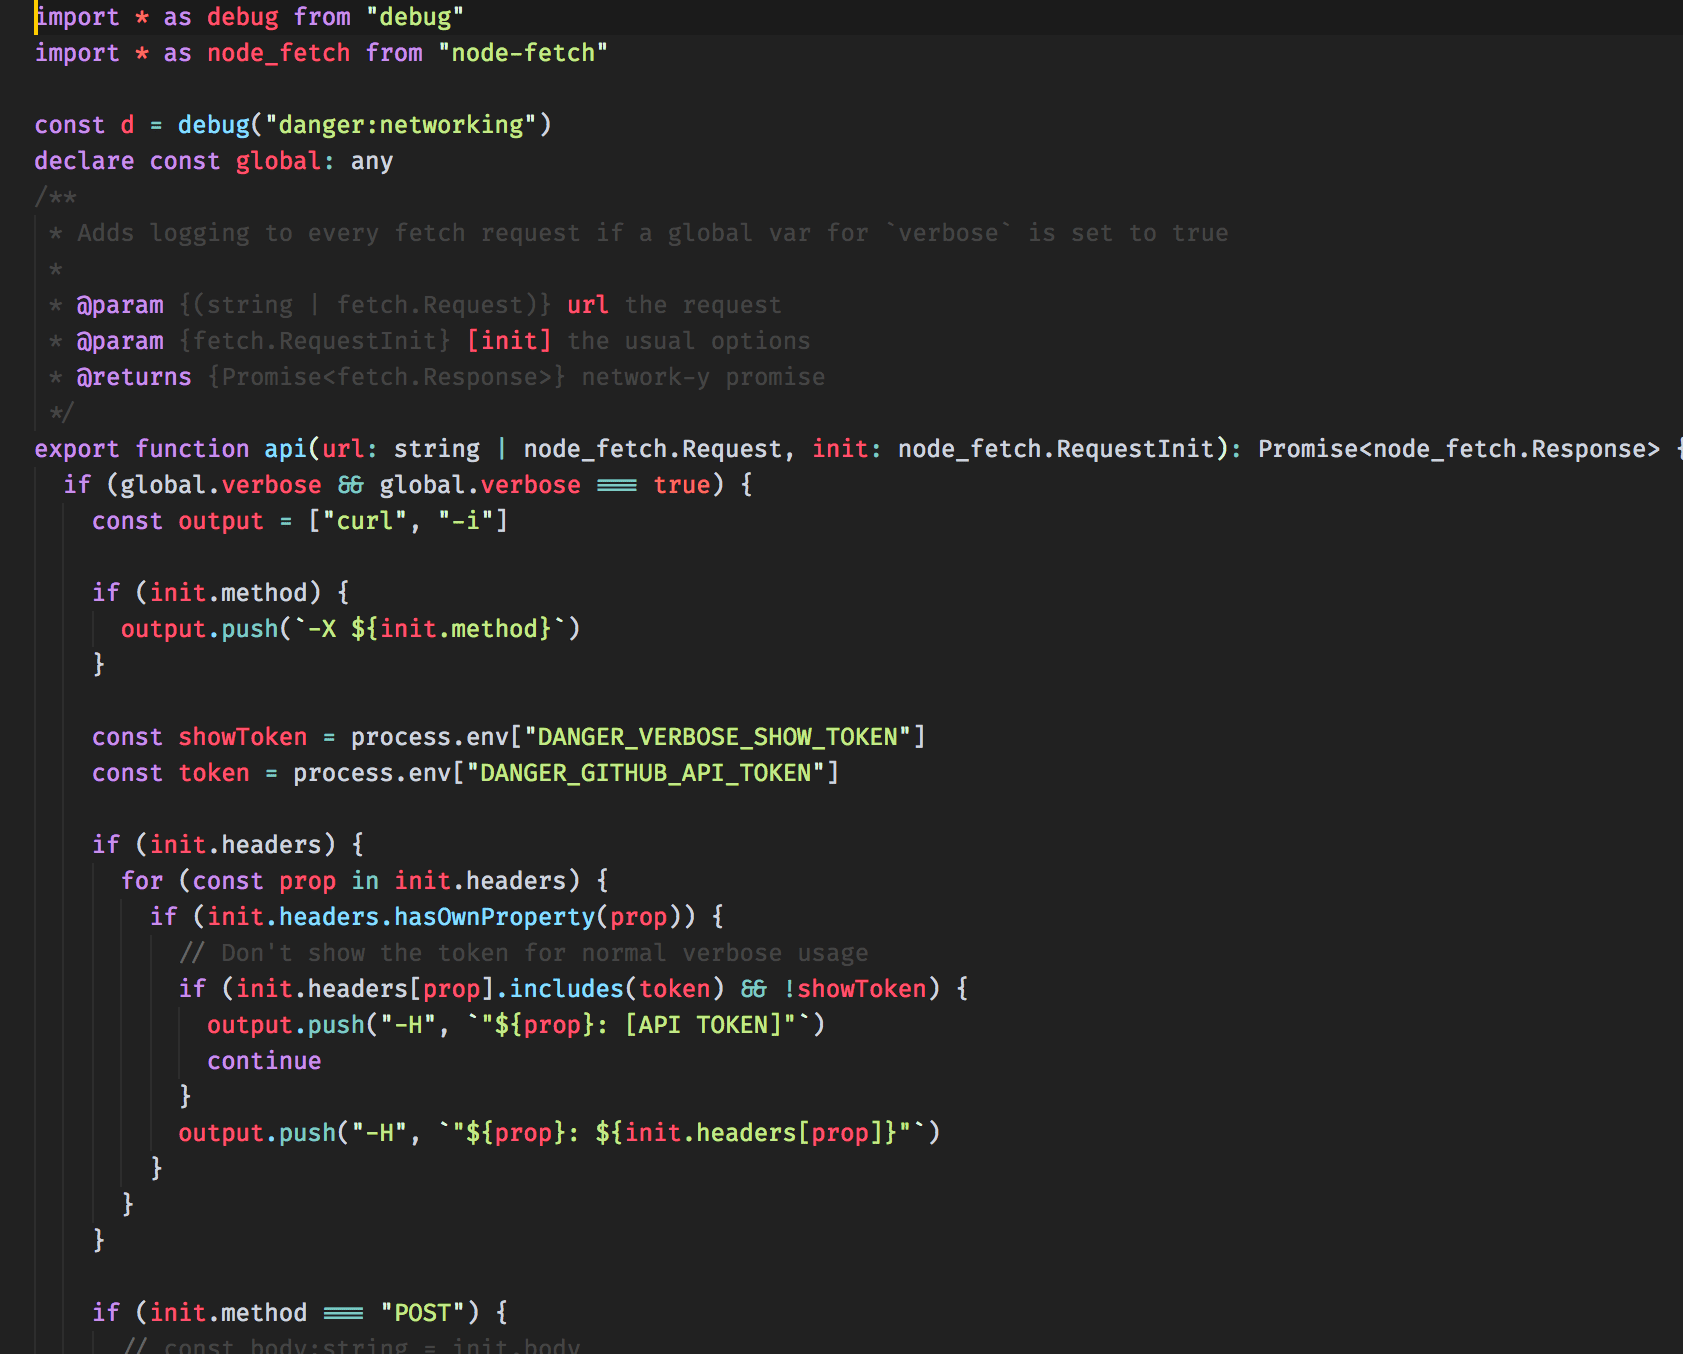 import * as debug from "debug"
import * as node_fetch from "node-fetch"

const d = debug("danger:networking")
declare const global: any
/**
 * Adds logging to every fetch request if a global var for `verbose` is set to true
 *
 * @param {(string | fetch.Request)} url the request
 * @param {fetch.RequestInit} [init] the usual options
 * @returns {Promise<fetch.Response>} network-y promise
 */
export function api(url: string | node_fetch.Request, init: node_fetch.RequestInit): Promise<node_fetch.Response> {
  if (global.verbose && global.verbose === true) {
    const output = ["curl", "-i"]

    if (init.method) {
      output.push(`-X ${init.method}`)
    }

    const showToken = process.env["DANGER_VERBOSE_SHOW_TOKEN"]
    const token = process.env["DANGER_GITHUB_API_TOKEN"]

    if (init.headers) {
      for (const prop in init.headers) {
        if (init.headers.hasOwnProperty(prop)) {
          // Don't show the token for normal verbose usage
          if (init.headers[prop].includes(token) && !showToken) {
            output.push("-H", `"${prop}: [API TOKEN]"`)
            continue
          }
          output.push("-H", `"${prop}: ${init.headers[prop]}"`)
        }
      }
    }

    if (init.method === "POST") {
      // const body:string = init.body